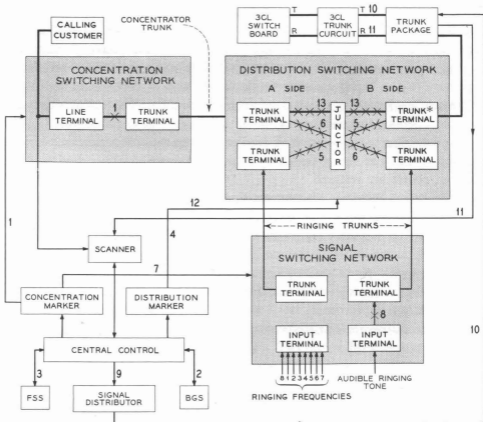 CALLING
CUSTOMER
CONCENTRATOR
TRUNK
3CL
SWITCH
BOARD
T
R
3CL
TRUNK
CURCUIT
T 10
R 11
TRUNK
PACKAGE
CONCENTRATION
SWITCHING NETWORK
LINE
TERMINAL
1
TRUNK
TERMINAL
DISTRIBUTION SWITCHING NETWORK
A SIDE
B SIDE
TRUNK
TERMINAL
13
6
5
TRUNK
TERMINAL
JUNCTOR
13
5
6
TRUNK*
TERMINAL
TRUNK
TERMINAL
12
11
1
4
SCANNER
RINGING TRUNKS
7
SIGNAL
SWITCHING NETWORK
CONCENTRATION
MARKER
DISTRIBUTION
MARKER
TRUNK
TERMINAL
TRUNK
TERMINAL
8
INPUT
TERMINAL
INPUT
TERMINAL
10
CENTRAL CONTROL
3
9
2
FSS
SIGNAL
DISTRIBUTOR
BGS
8 1 2 3 4 5 6 7
RINGING FREQUENCIES
AUDIBLE RINGING
TONE